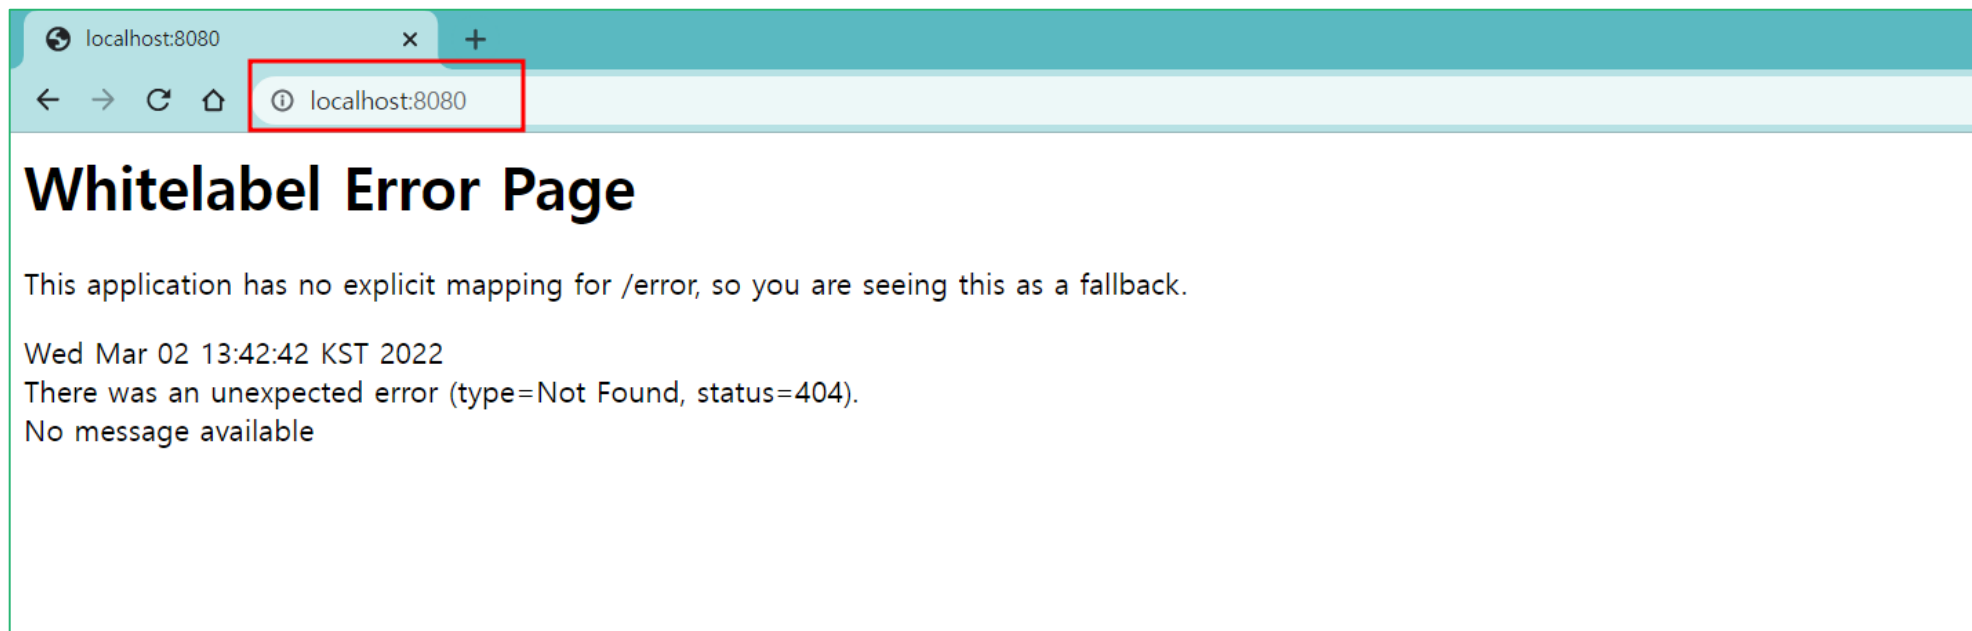 localhost:8080
localhost:8080
Whitelabel Error Page
This application has no explicit mapping for /error, so you are seeing this as a fallback.
Wed Mar 02 13:42:42 KST 2022
There was an unexpected error (type=Not Found, status=404).
No message available